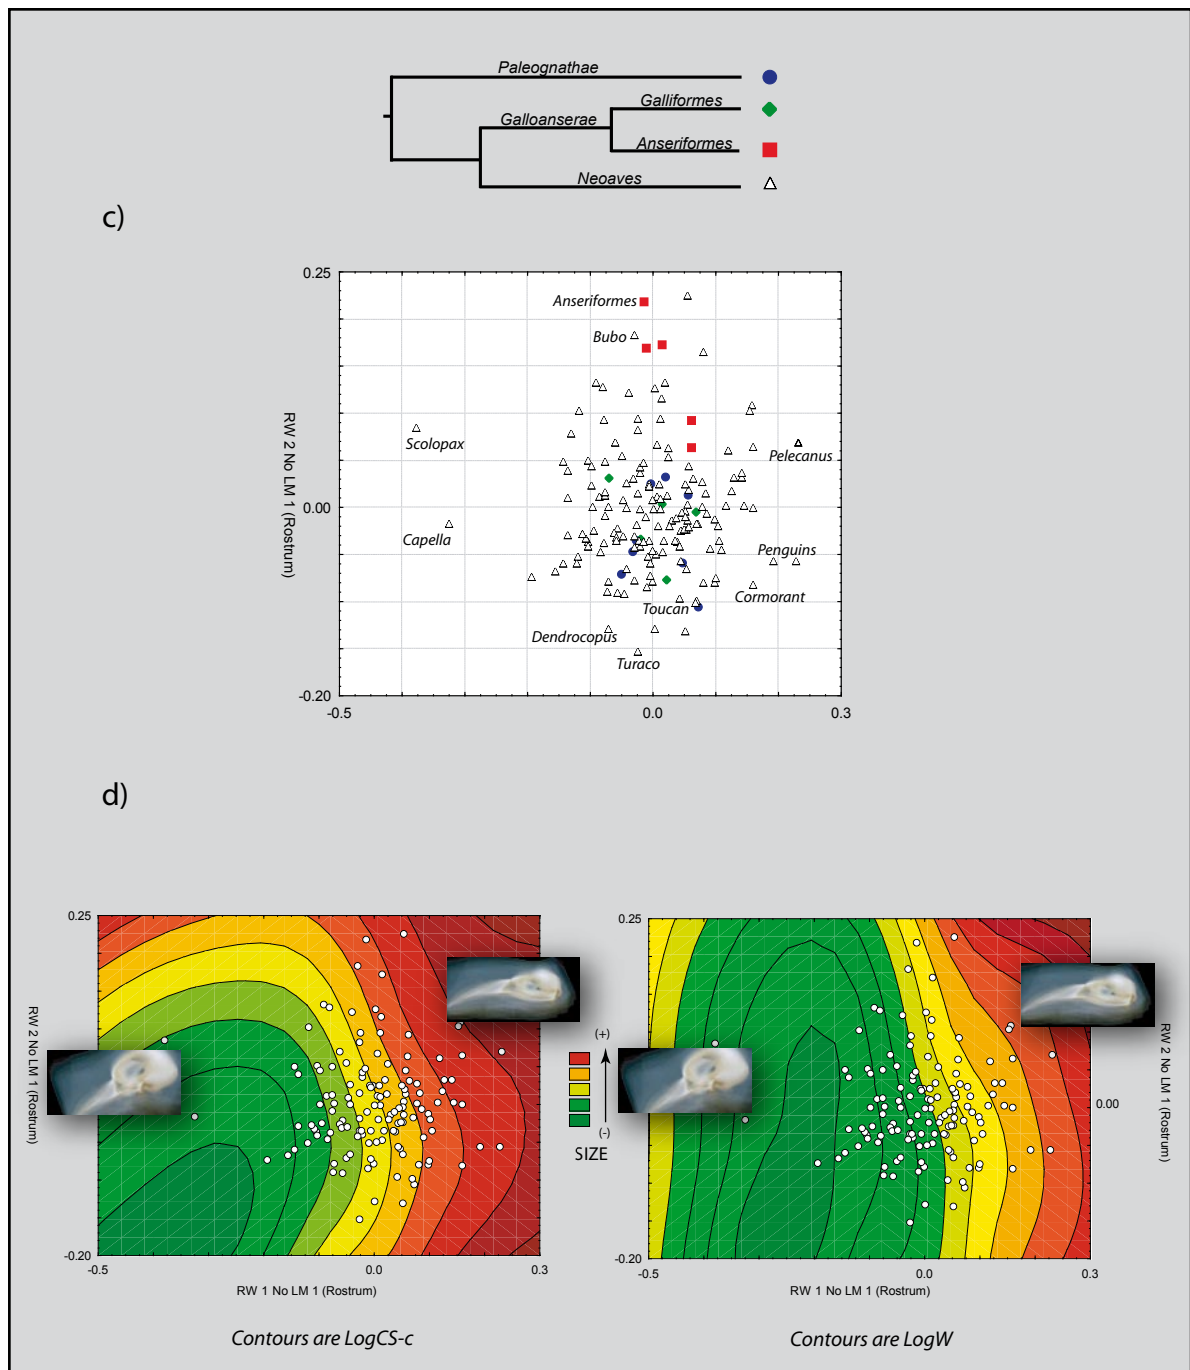 Paleognathae
Galliformes
Galloanserae
Anseriformes
Neoaves
c)
0.25
Anseriformes
Bubo
Scolopax
Pelecanus
RW 2 No LM 1 (Rostrum)
0.00
Capella
Penguins
Cormorant
Toucan
Dendrocopus
Turaco
-0.20
-0.5
0.0
0.3
d)
0.25
RW 2 No LM 1 (Rostrum)
-0.20
-0.5
0.0
0.3
RW 1 No LM 1 (Rostrum)
Contours are LogCS-c
(+)
(-)
SIZE
0.25
RW 2 No LM 1 (Rostrum)
0.00
-0.20
-0.5
0.0
0.3
RW 1 No LM 1 (Rostrum)
Contours are LogW